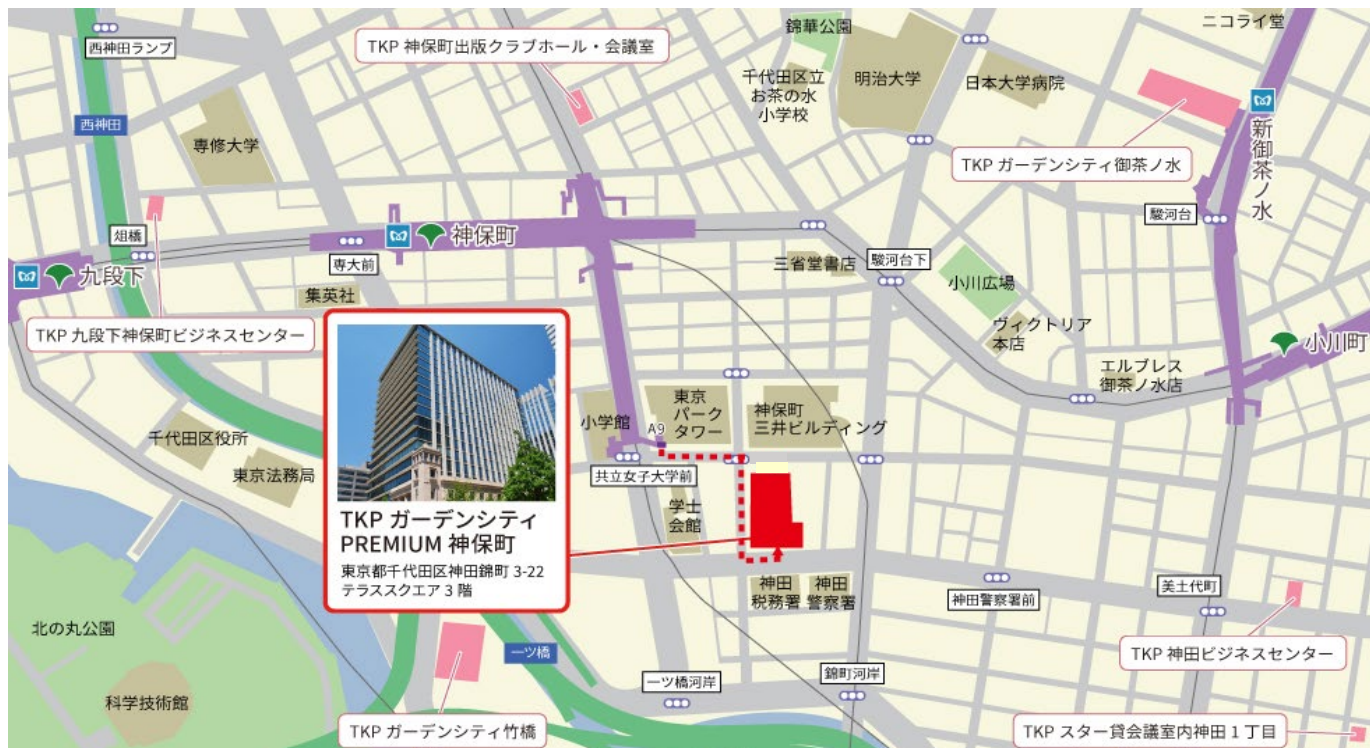 西神田ランプ
TKP 神保町出版クラブホール・会議室
錦華公園
ニコライ堂
千代田区立
お茶の水
小学校
明治大学
日本大学病院
西神田
専修大学
TKP ガーデンシティ御茶ノ水
新御茶ノ水
駿河台
俎橋
神保町
専大前
九段下
三省堂書店
駿河台下
小川広場
集英社
TKP 九段下神保町ビジネスセンター
ヴィクトリア
本店
小川町
エルブレス
御茶ノ水店
千代田区役所
東京法務局
小学館
A9
東京
パーク
タワー
神保町
三井ビルディング
共立女子大学前
学士
会館
TKP ガーデンシティ
PREMIUM 神保町
東京都千代田区神田錦町 3-22
テラススクエア 3 階
神田
税務署
神田
警察署
神田警察署前
美土代町
北の丸公園
科学技術館
一ツ橋
一ツ橋河岸
錦町河岸
TKP 神田ビジネスセンター
TKP ガーデンシティ竹橋
TKP スター貸会議室内神田 1 丁目